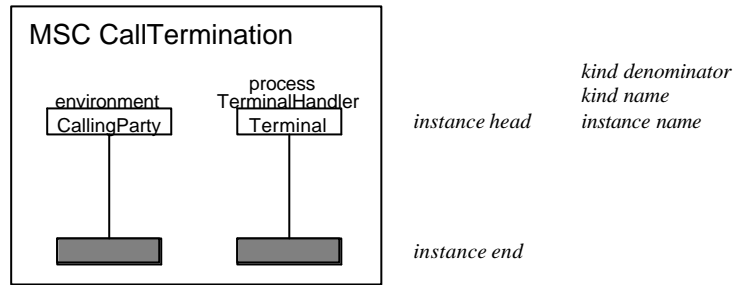 MSC CallTermination
kind denominator
process
environment TerminalHandler kind name
CallingParty Terminal instance head instance name
instance end